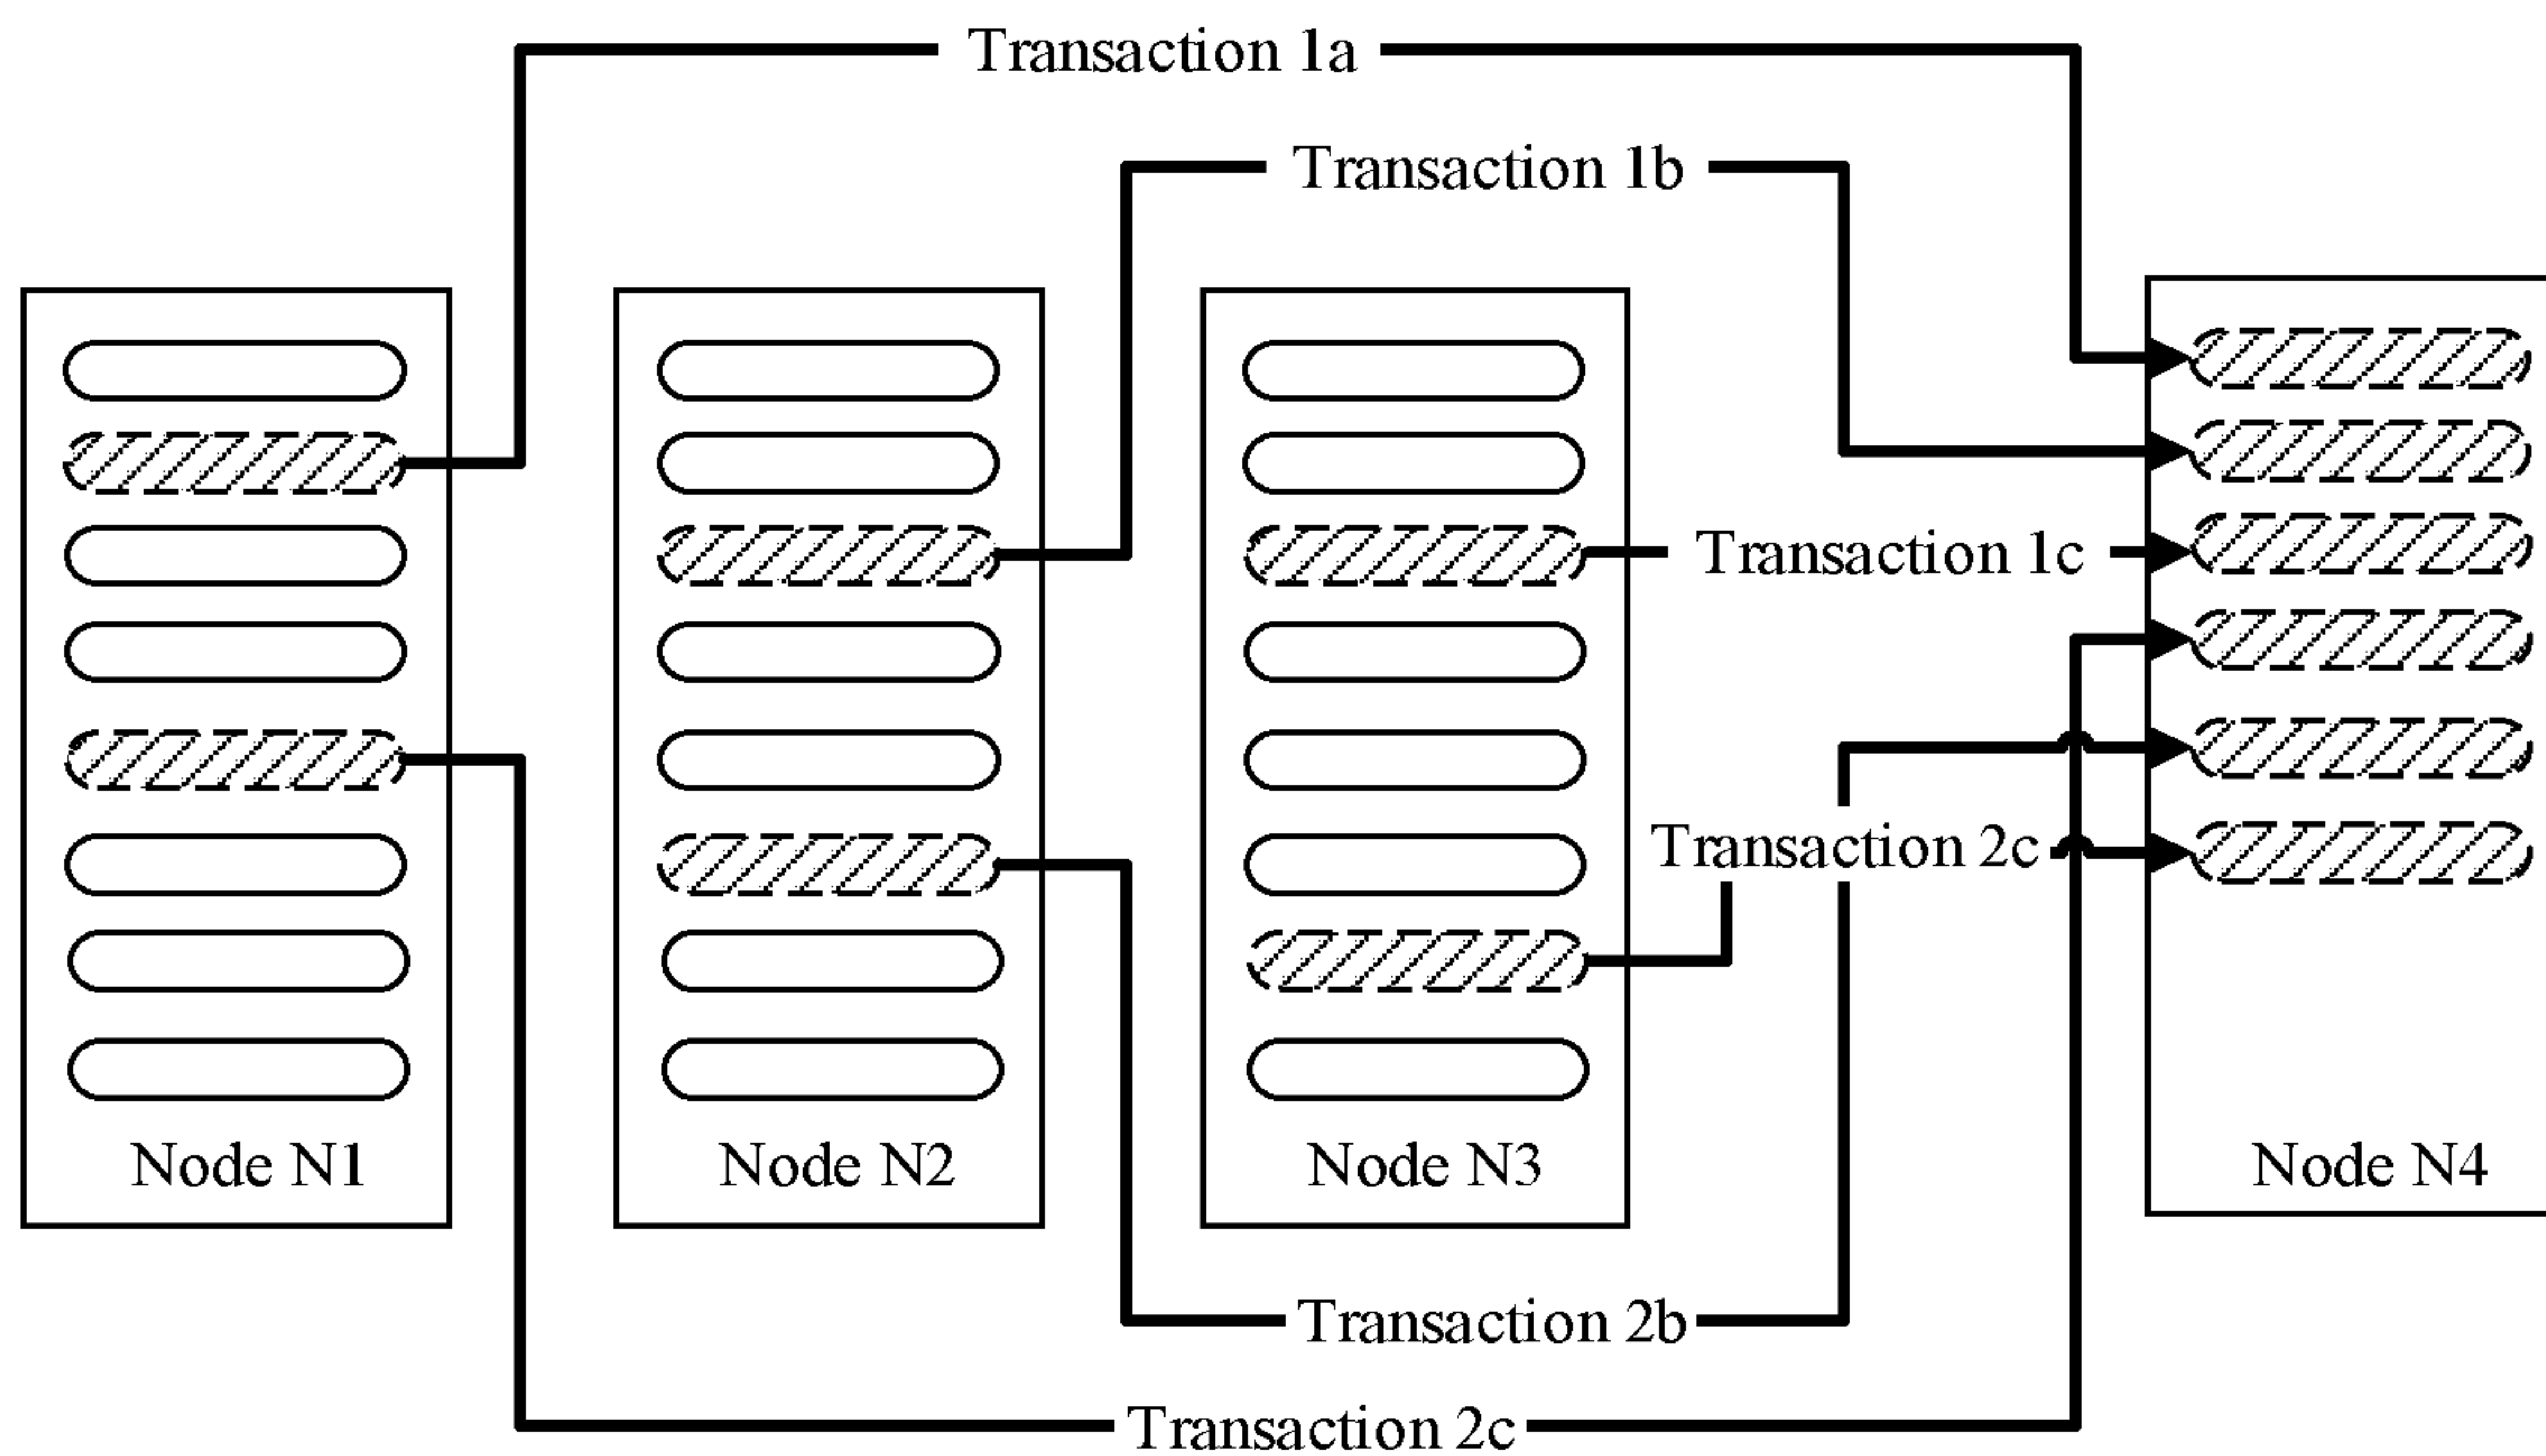 Transaction 1a
Transaction 1b
Transaction 1c
Transaction 2c
Node N1
Node N2
Node N3
Node N4
Transaction 2b
Transaction 2c